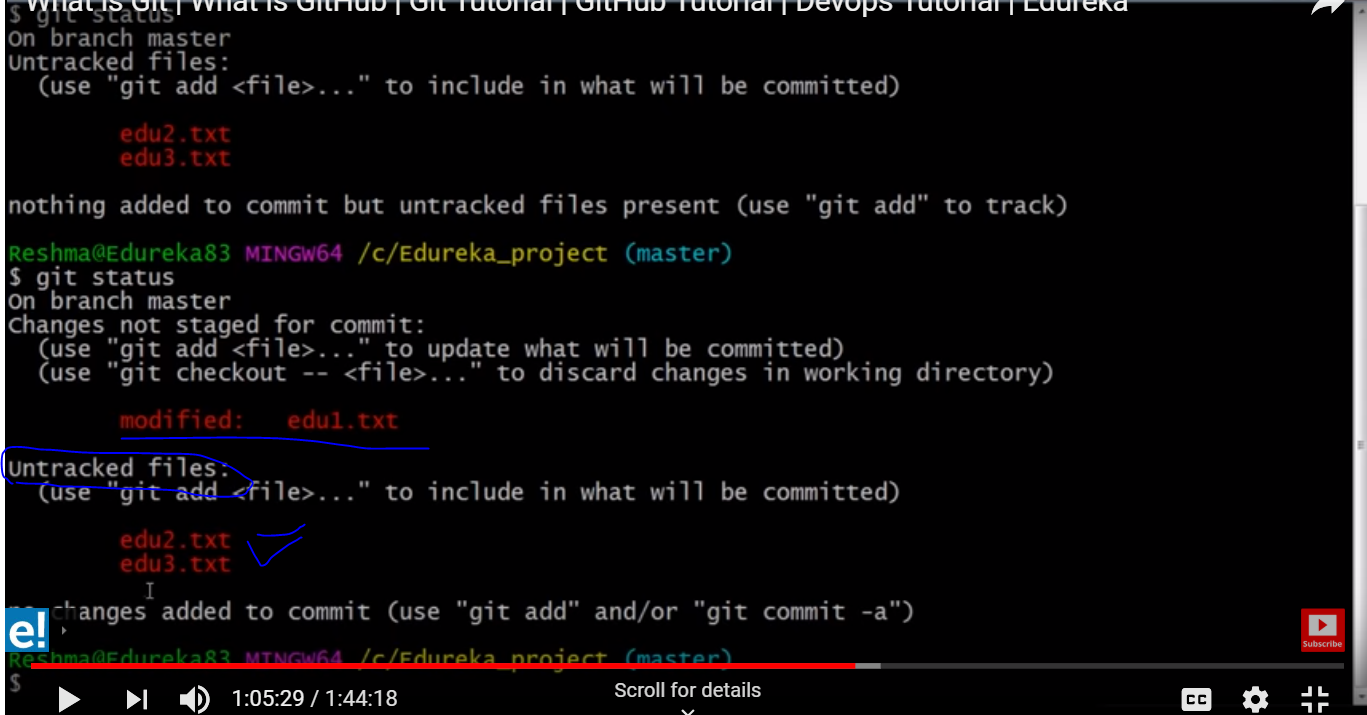 What is Git | What is GitHub | Git Tutorial | GitHub Tutorial | Devops Tutorial | Edureka
$ git status
On branch master
Untracked files:
(use "git add <file>..." to include in what will be committed)
edu2.txt
edu3.txt
nothing added to commit but untracked files present (use "git add" to track)
Reshma@Edureka83 MINGW64 /c/Edureka_project (master)
$ git status
On branch master
Changes not staged for commit:
(use "git add <file>..." to update what will be committed)
(use "git checkout -- <file>..." to discard changes in working directory)
modified: edu1.txt
Untracked files:
(use "git add <file>..." to include in what will be committed)
edu2.txt
edu3.txt
no changes added to commit (use "git add" and/or "git commit -a")
e!
Subscribe
Reshma@Edureka83 MINGW64 /c/Edureka_project (master)
$
1:05:29 / 1:44:18
Scroll for details
CC